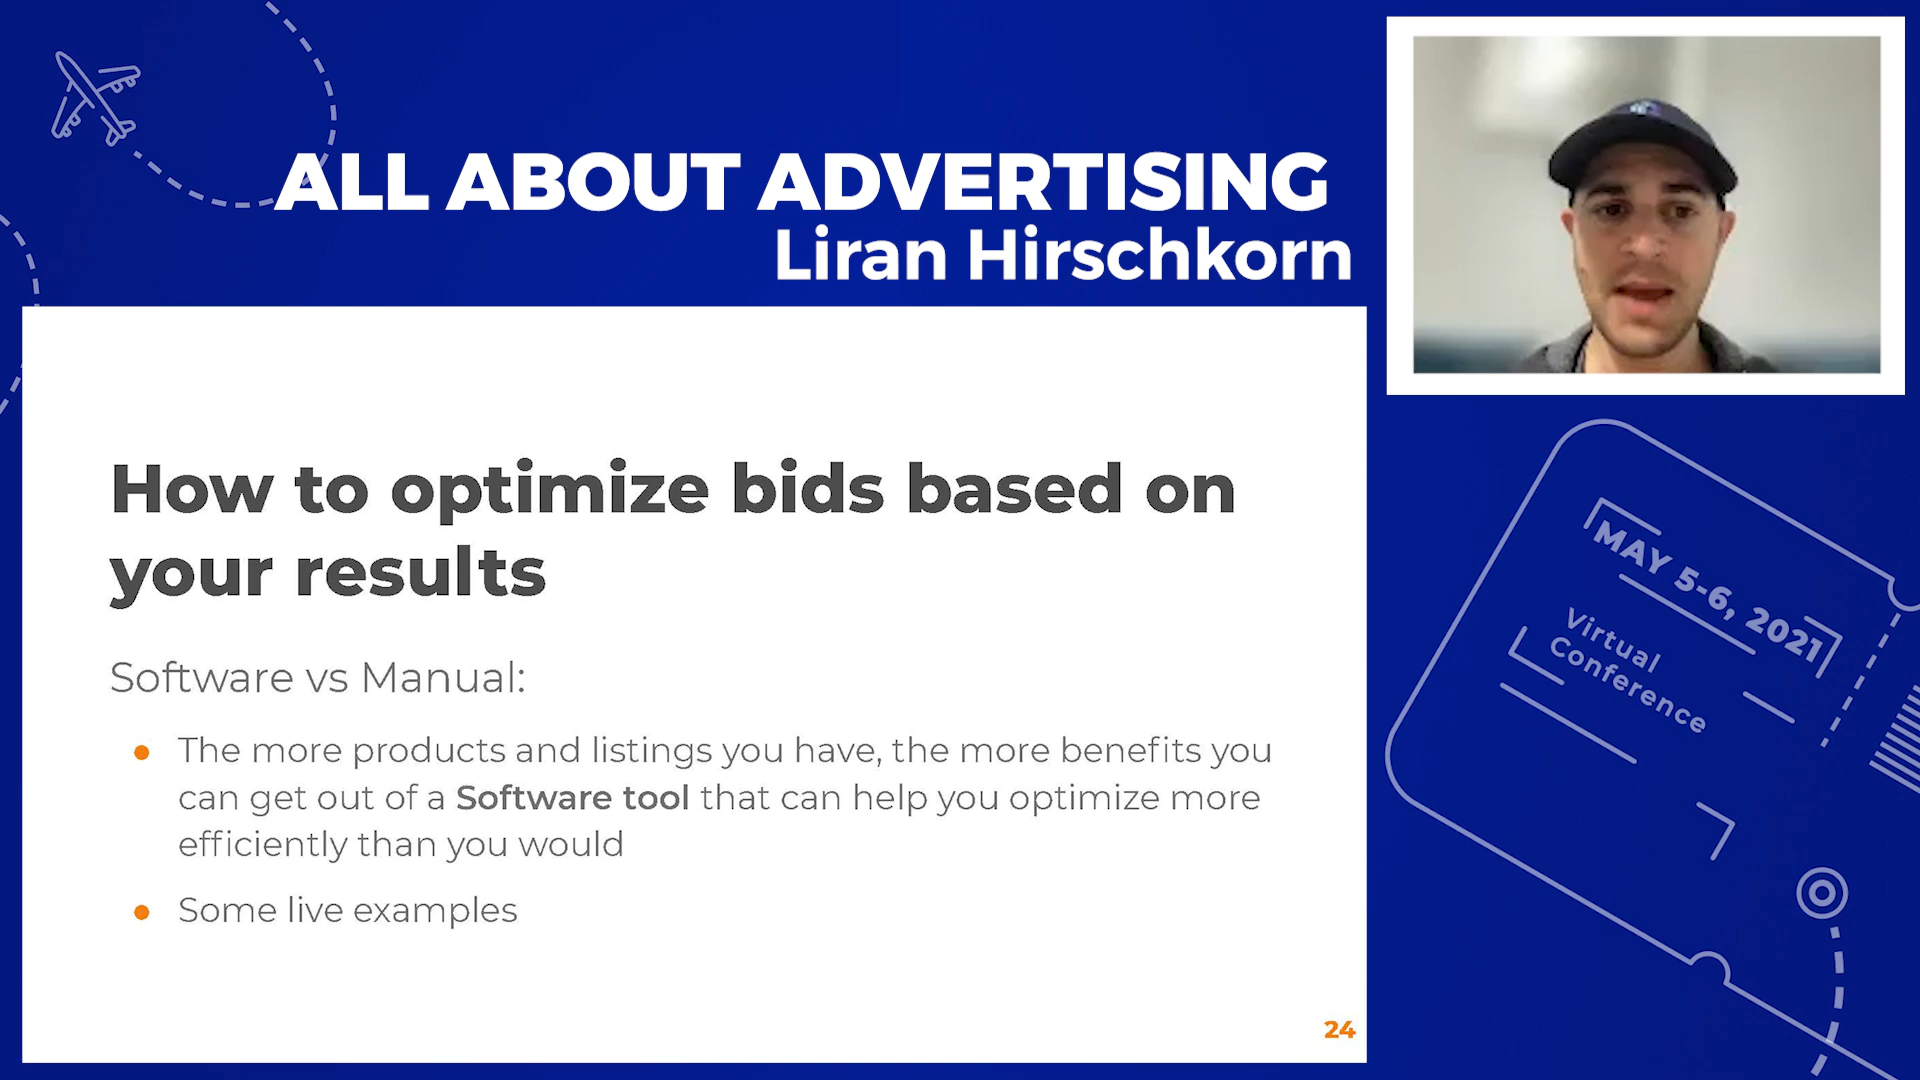 ALL ABOUT ADVERTISING
Liran Hirschkorn
How to optimize bids based on
your results
Software vs Manual:
The more products and listings you have, the more benefits you
can get out of a Software tool that can help you optimize more
efficiently than you would
Some live examples
24
MAY 5-6, 2021
Virtual
Conference